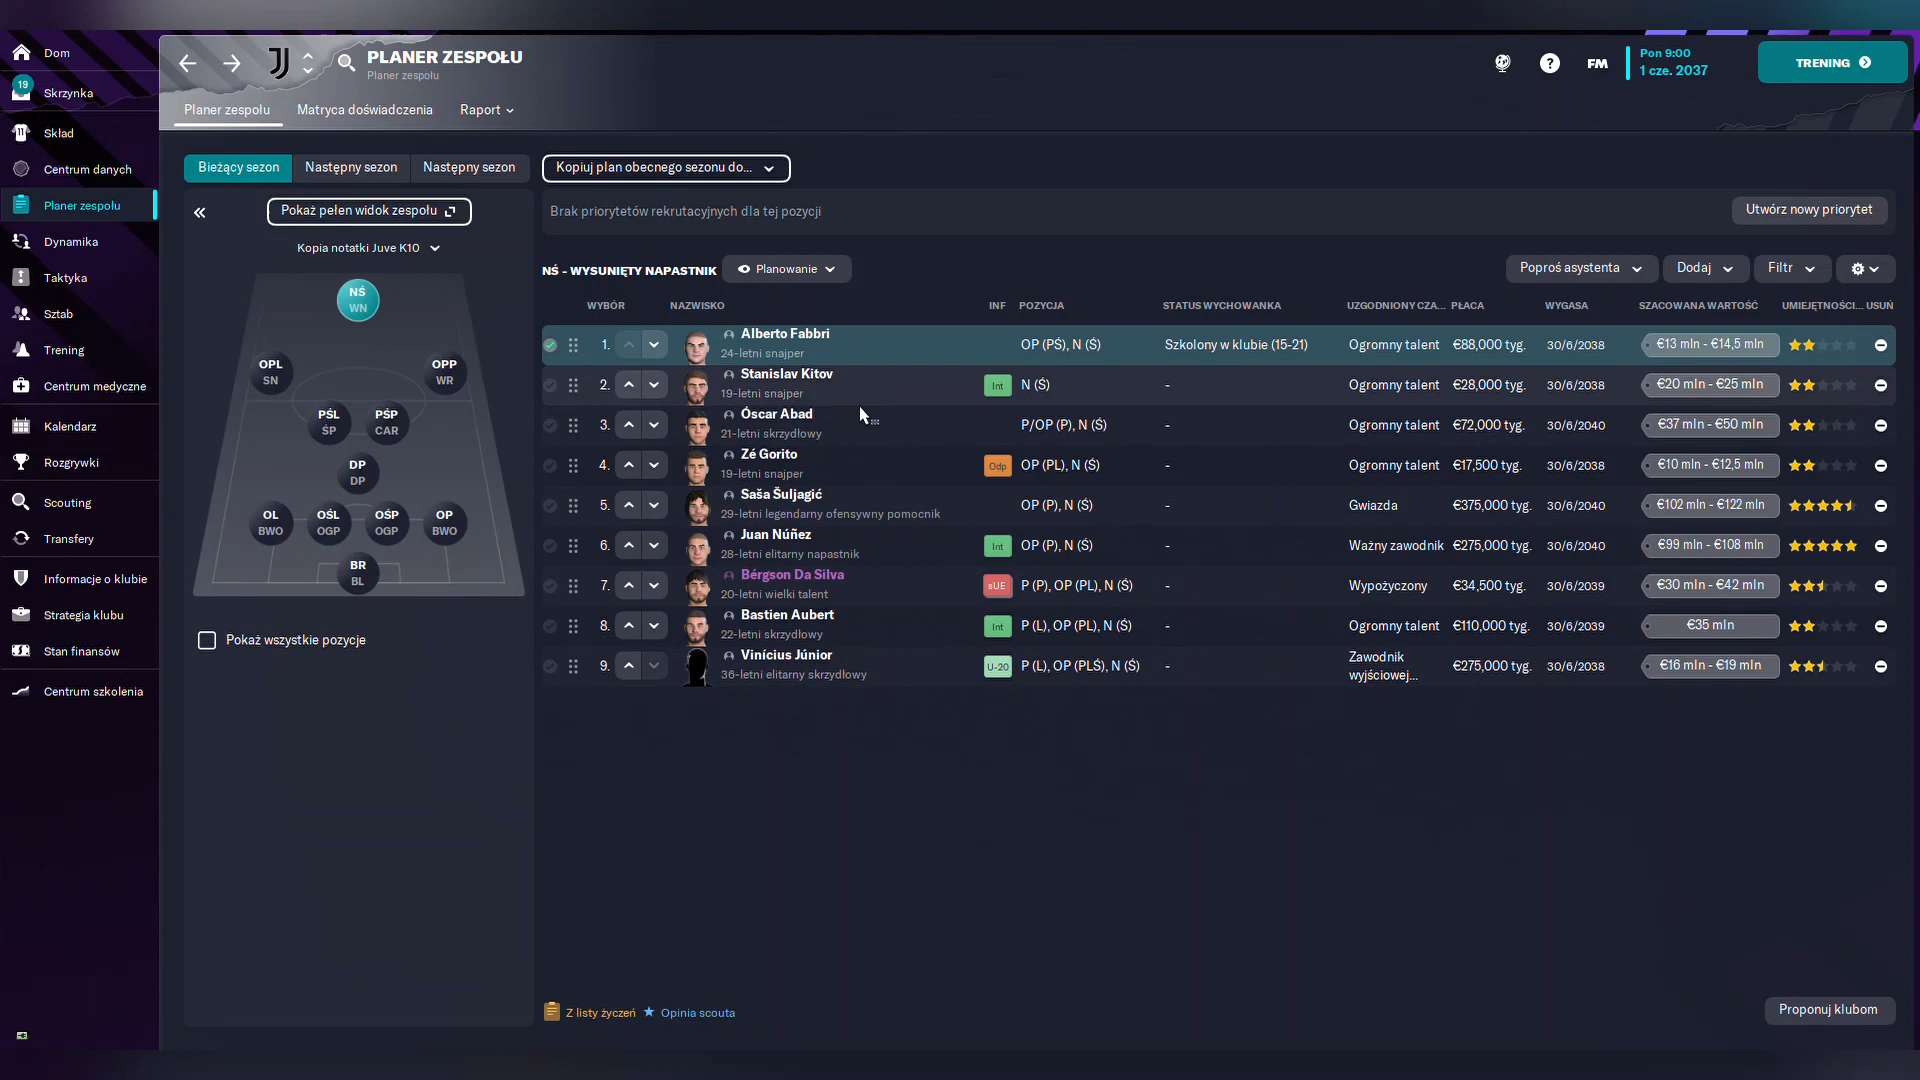 Dom
19
Skrzynka
11
Skład
Centrum danych
Planer zespołu
Dynamika
Taktyka
Sztab
Trening
Centrum medyczne
Kalendarz
Rozgrywki
Scouting
Transfery
Informacje o klubie
Strategia klubu
Stan finansów
Centrum szkolenia
PLANER ZESPOŁU
Planer zespołu
FM
Pon 9:00
1 cze. 2037
TRENING
Planer zespołu Matryca doświadczenia Raport
Bieżący sezon Następny sezon Następny sezon
Kopiuj plan obecnego sezonu do...
Pokaż pełen widok zespołu
Kopia notatki Juve K10
NŚ
WN
OPL
SN
OPP
WR
PŚL
ŚP
PŚP
CAR
DP
DP
OL
BWO
OŚL
OGP
OŚP
OGP
OP
BWO
BR
BL
Pokaż wszystkie pozycje
Brak priorytetów rekrutacyjnych dla tej pozycji
Utwórz nowy priorytet
NŚ - WYSUNIĘTY NAPASTNIK Planowanie Poproś asystenta Dodaj Filtr
WYBÓR NAZWISKO INF POZYCJA STATUS WYCHOWANKA UZGODNIONY CZA... PŁACA WYGASA SZACOWANA WARTOŚĆ UMIEJĘTNOŚCI... USUŃ
1. Alberto Fabbri OP (PŚ), N (Ś) Szkolony w klubie (15-21) Ogromny talent €88,000 tyg. 30/6/2038 €13 mln - €14,5 mln
24-letni snajper
2. Stanislav Kitov Int N (Ś) - Ogromny talent €28,000 tyg. 30/6/2038 €20 mln - €25 mln
19-letni snajper
3. Óscar Abad P/OP (P), N (Ś) - Ogromny talent €72,000 tyg. 30/6/2040 €37 mln - €50 mln
21-letni skrzydłowy
4. Zé Gorito Odp OP (PL), N (Ś) - Ogromny talent €17,500 tyg. 30/6/2038 €10 mln - €12,5 mln
19-letni snajper
5. Saša Šuljagić OP (P), N (Ś) - Gwiazda €375,000 tyg. 30/6/2040 €102 mln - €122 mln
29-letni legendarny ofensywny pomocnik
6. Juan Núñez Int OP (P), N (Ś) - Ważny zawodnik €275,000 tyg. 30/6/2040 €99 mln - €108 mln
28-letni elitarny napastnik
7. Bérgson Da Silva sUE P (P), OP (PL), N (Ś) - Wypożyczony €34,500 tyg. 30/6/2039 €30 mln - €42 mln
20-letni wielki talent
8. Bastien Aubert Int P (L), OP (PL), N (Ś) - Ogromny talent €110,000 tyg. 30/6/2039 €35 mln
22-letni skrzydłowy
9. Vinícius Júnior U-20 P (L), OP (PLŚ), N (Ś) - Zawodnik wyjściowej... €275,000 tyg. 30/6/2038 €16 mln - €19 mln
36-letni elitarny skrzydłowy
Z listy życzeń Opinia scouta
Proponuj klubom